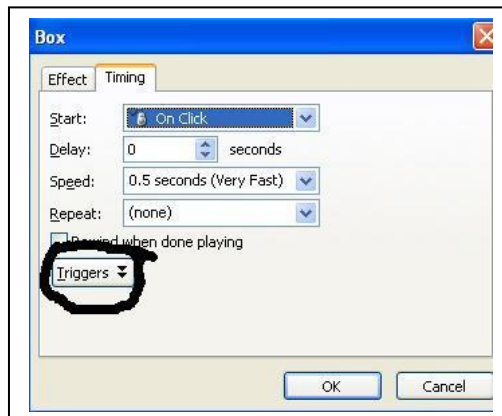 Box
Effect Timing
Start: On Click
Delay: 0 seconds
Speed: 0.5 seconds (Very Fast)
Repeat: (none)
Rewind when done playing
Triggers
OK Cancel